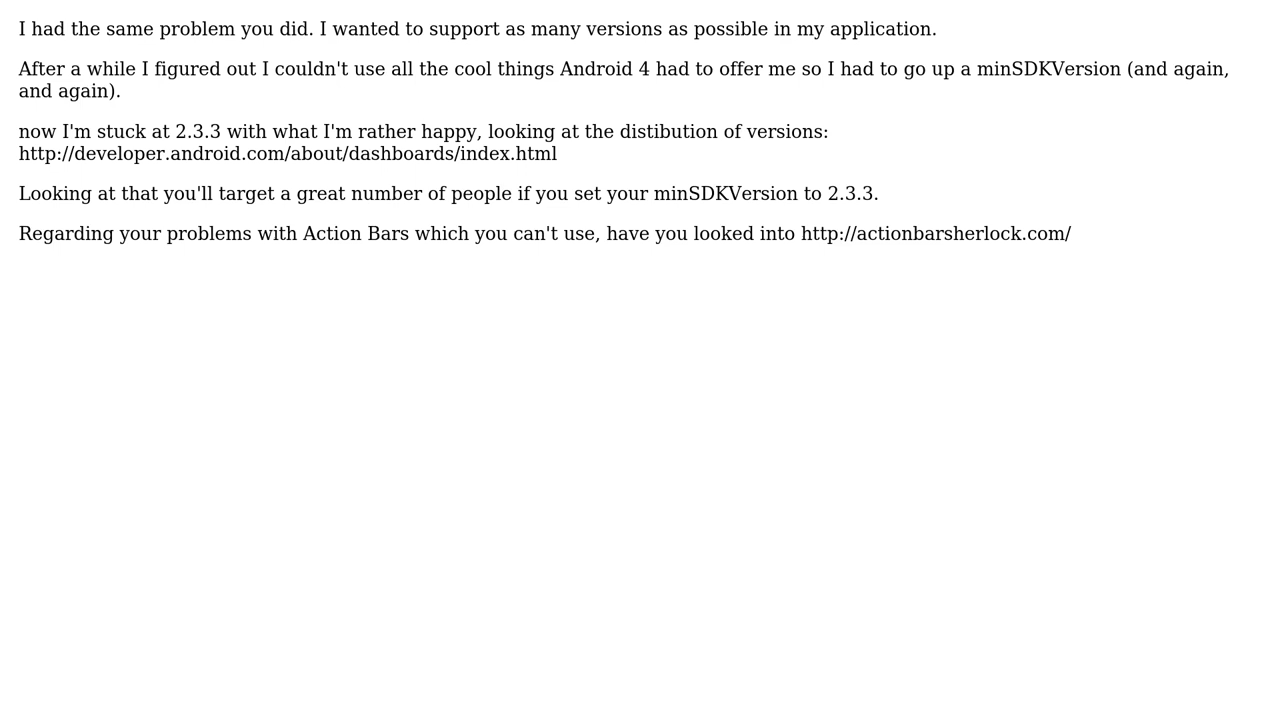 I had the same problem you did. I wanted to support as many versions as possible in my application.
After a while I figured out I couldn't use all the cool things Android 4 had to offer me so I had to go up a minSDKVersion (and again,
and again).
now I'm stuck at 2.3.3 with what I'm rather happy, looking at the distibution of versions:
http://developer.android.com/about/dashboards/index.html
Looking at that you'll target a great number of people if you set your minSDKVersion to 2.3.3.
Regarding your problems with Action Bars which you can't use, have you looked into http://actionbarsherlock.com/